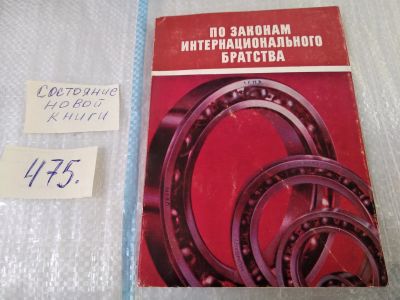 ПО ЗАКОНАМ
ИНТЕРНАЦИОНАЛЬНОГО
БРАТСТВА
СОСТОЯНИЕ
НОВОЙ
КНИГИ
475.